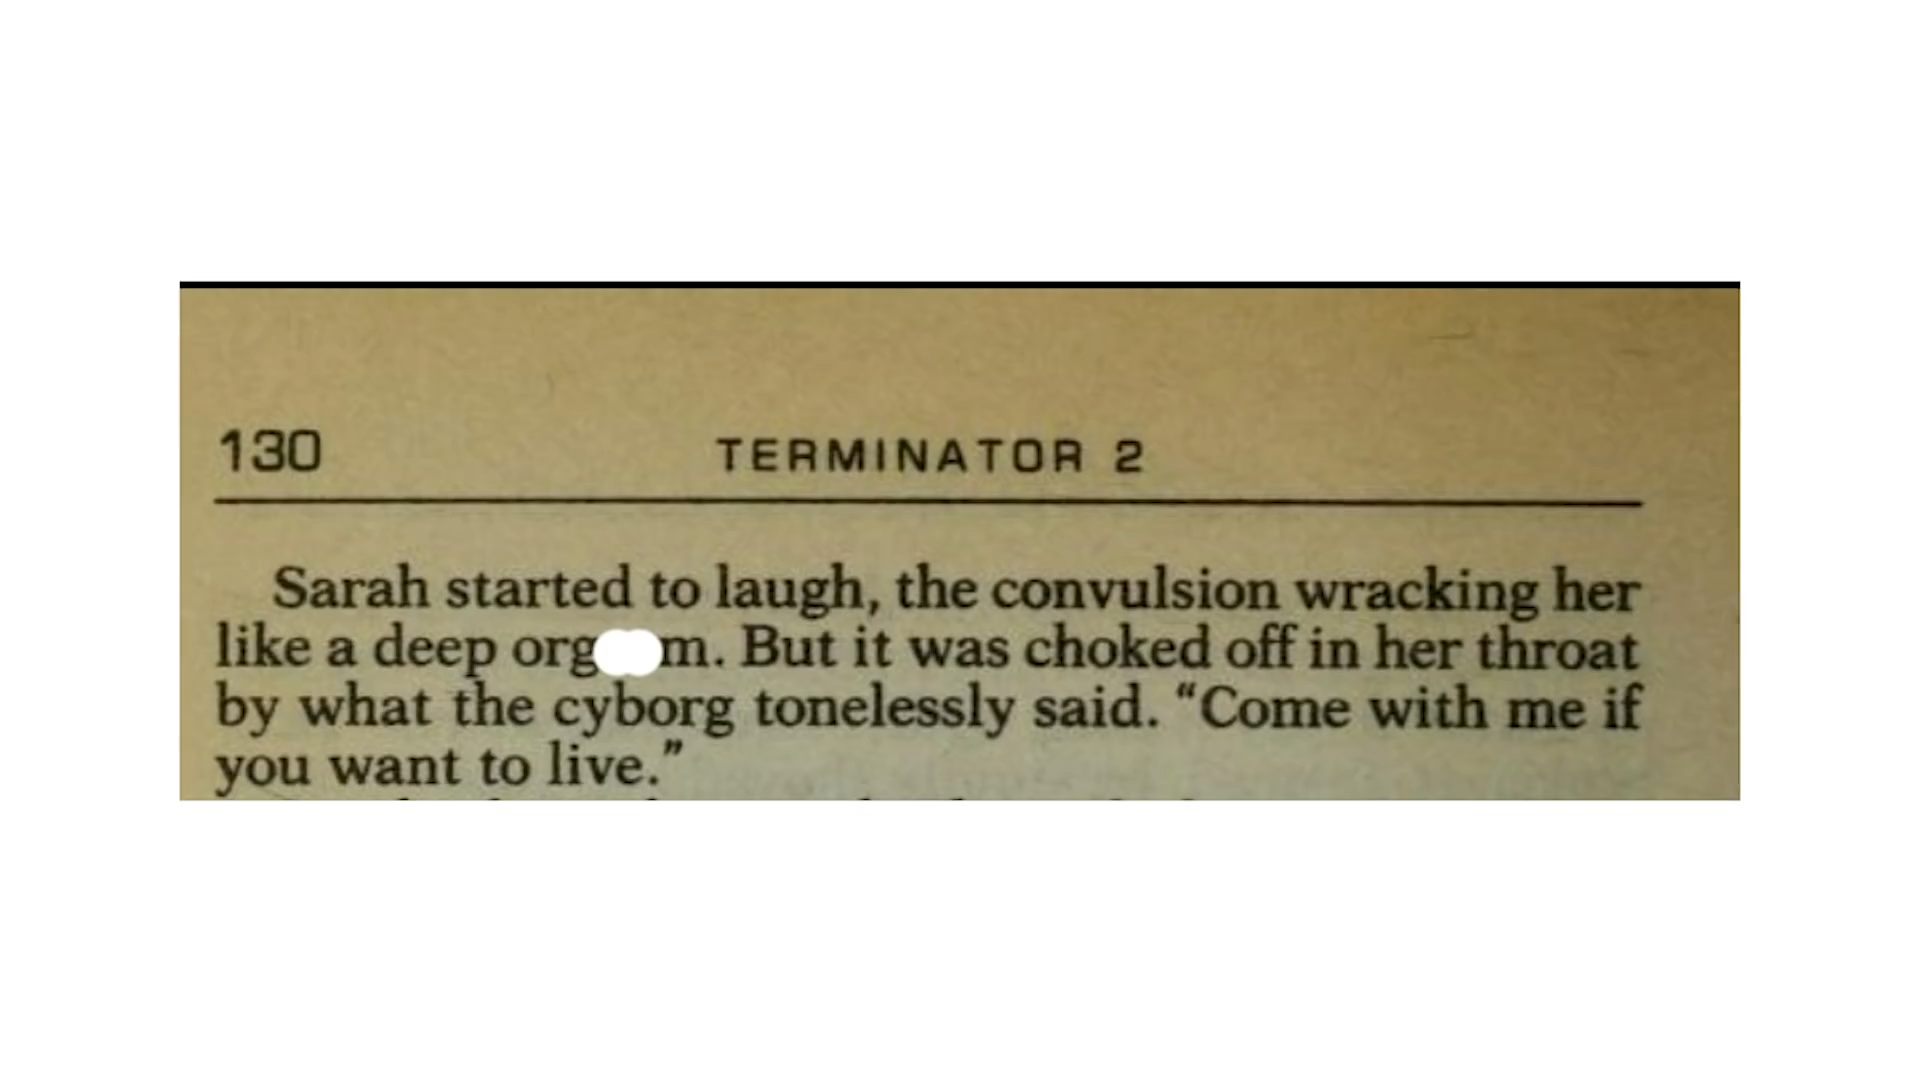 130 TERMINATOR 2
Sarah started to laugh, the convulsion wracking her
like a deep But it was choked off in her throat
by what the cyborg tonelessly said. “Come with me if
you want to live.”